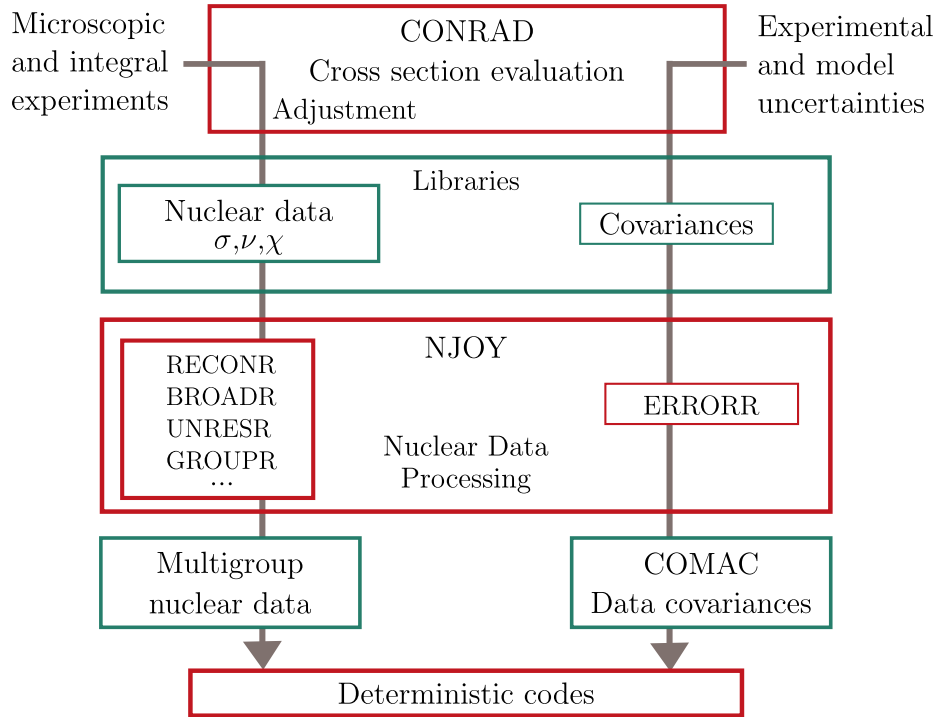 Microscopic
and integral
experiments
CONRAD
Cross section evaluation
Adjustment
Experimental
and model
uncertainties
Libraries
Nuclear data
σ,ν,χ
Covariances
NJOY
RECONR
BROADR
UNRESR
GROUPR
...
ERRORR
Nuclear Data
Processing
Multigroup
nuclear data
COMAC
Data covariances
Deterministic codes